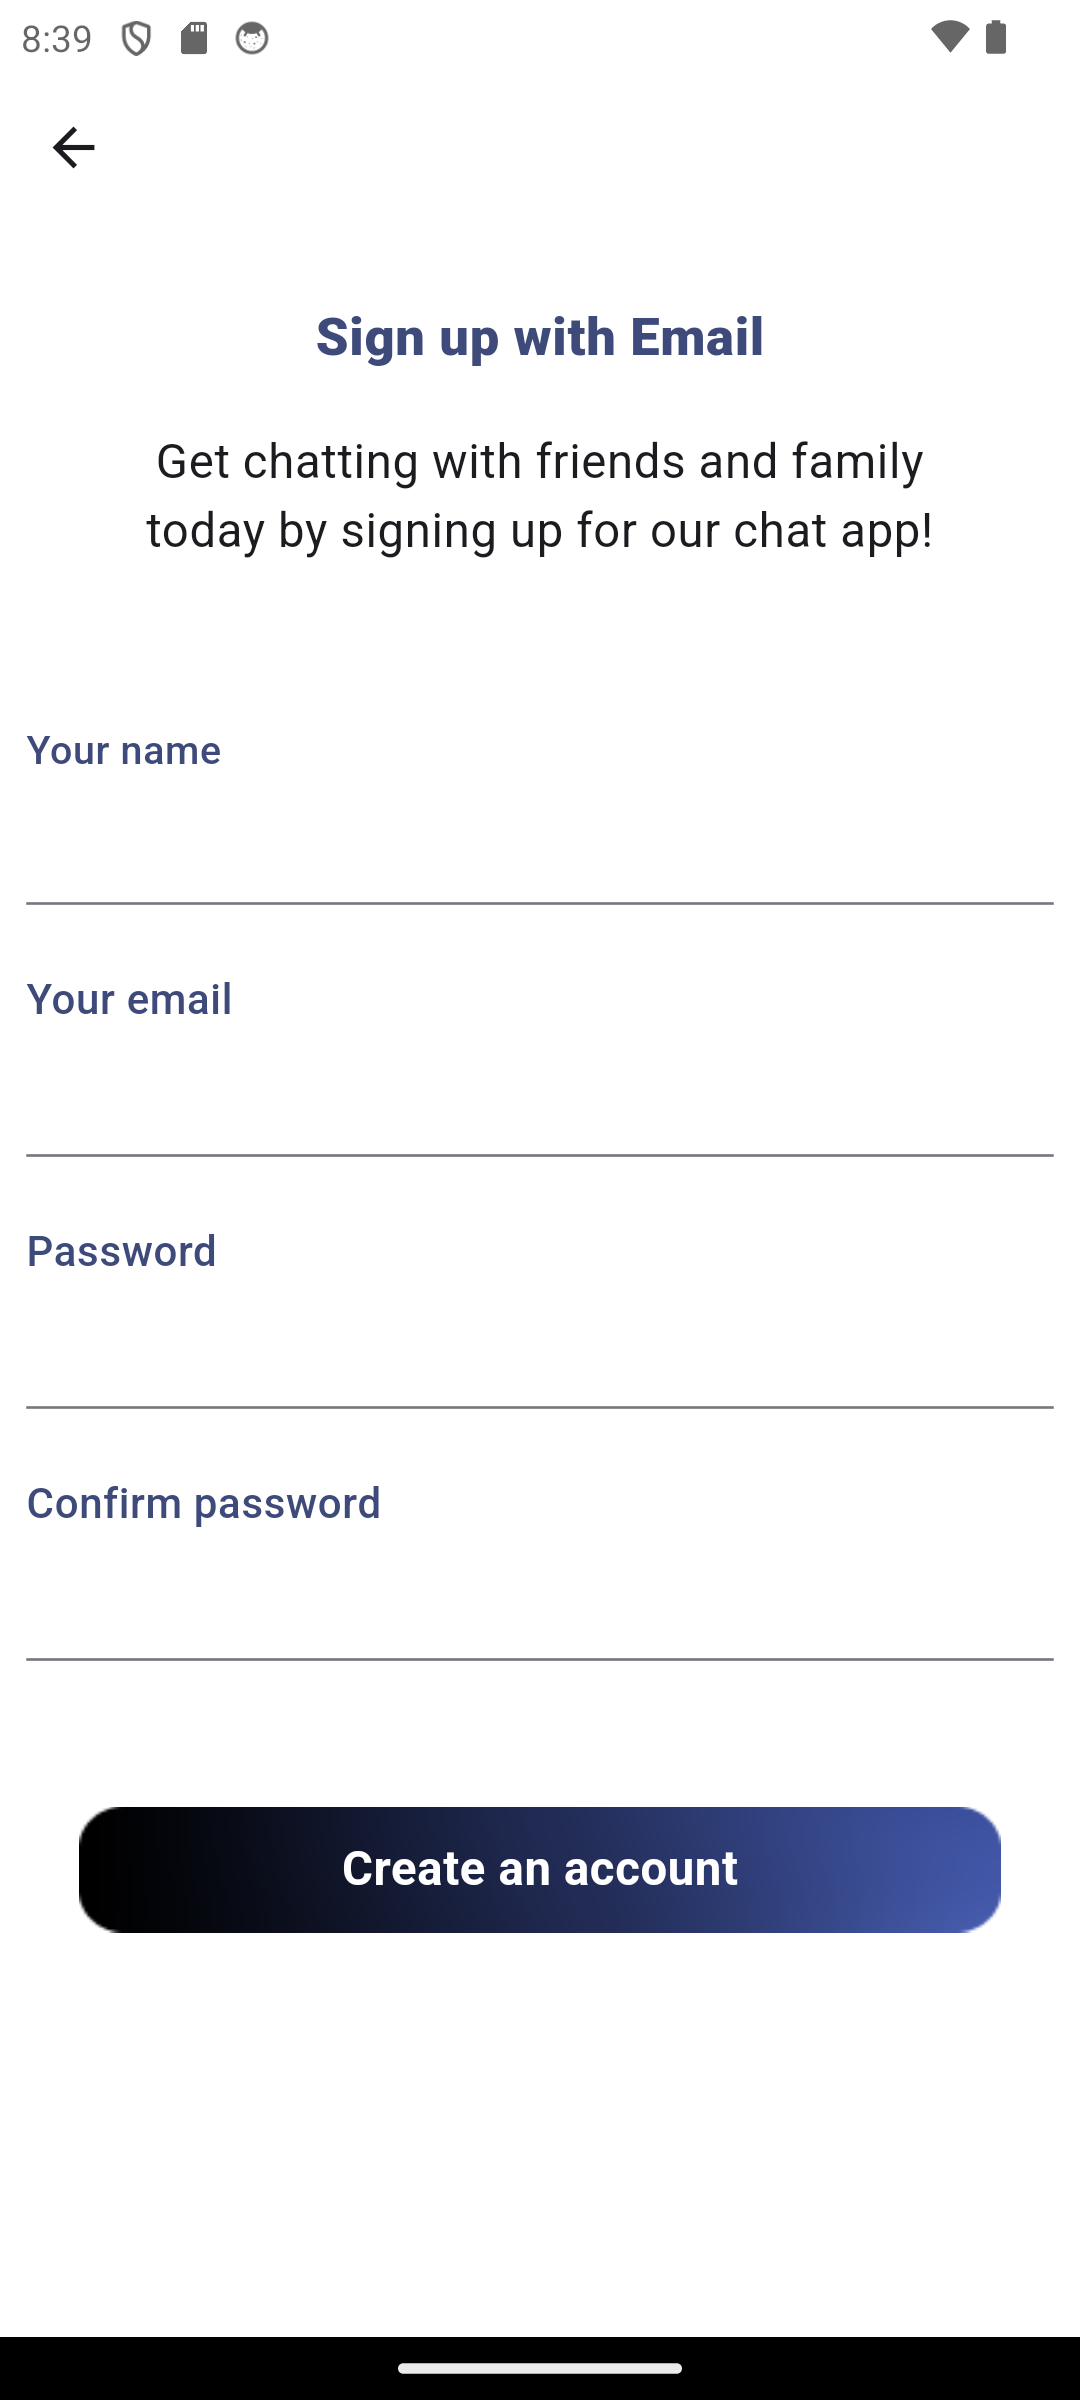 8:39
Sign up with Email
Get chatting with friends and family
today by signing up for our chat app!
Your name
Your email
Password
Confirm password
Create an account